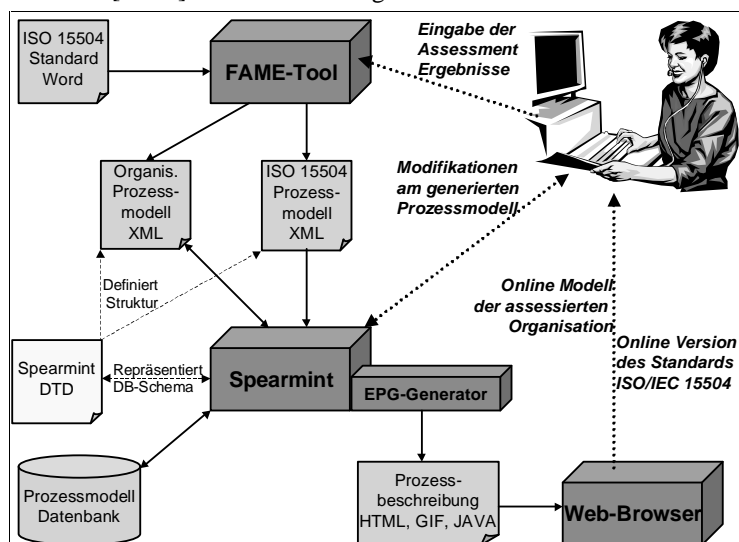 ISO 15504
Standard
Word
FAME-Tool
Eingabe der
Assessment
Ergebnisse
Organis.
Prozess-
modell
XML
ISO 15504
Prozess-
modell
XML
Modifikationen
am generierten
Prozessmodell
Definiert
Struktur
Online Modell
der assessierten
Organisation
Online Version
des Standards
ISO/IEC 15504
Spearmint
DTD
Repräsentiert
DB-Schema
Spearmint
EPG-Generator
Prozessmodell
Datenbank
Prozess-
beschreibung
HTML, GIF, JAVA
Web-Browser